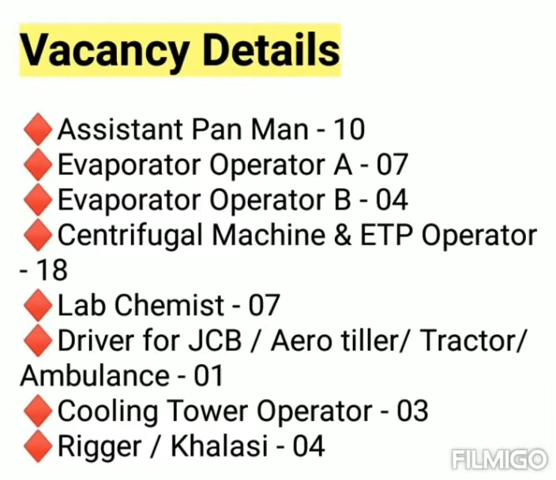 Vacancy Details
♦Assistant Pan Man - 10
♦Evaporator Operator A - 07
♦Evaporator Operator B - 04
♦Centrifugal Machine & ETP Operator
- 18
♦Lab Chemist - 07
♦Driver for JCB / Aero tiller/ Tractor/
Ambulance - 01
♦Cooling Tower Operator - 03
♦Rigger / Khalasi - 04
FILMIGO